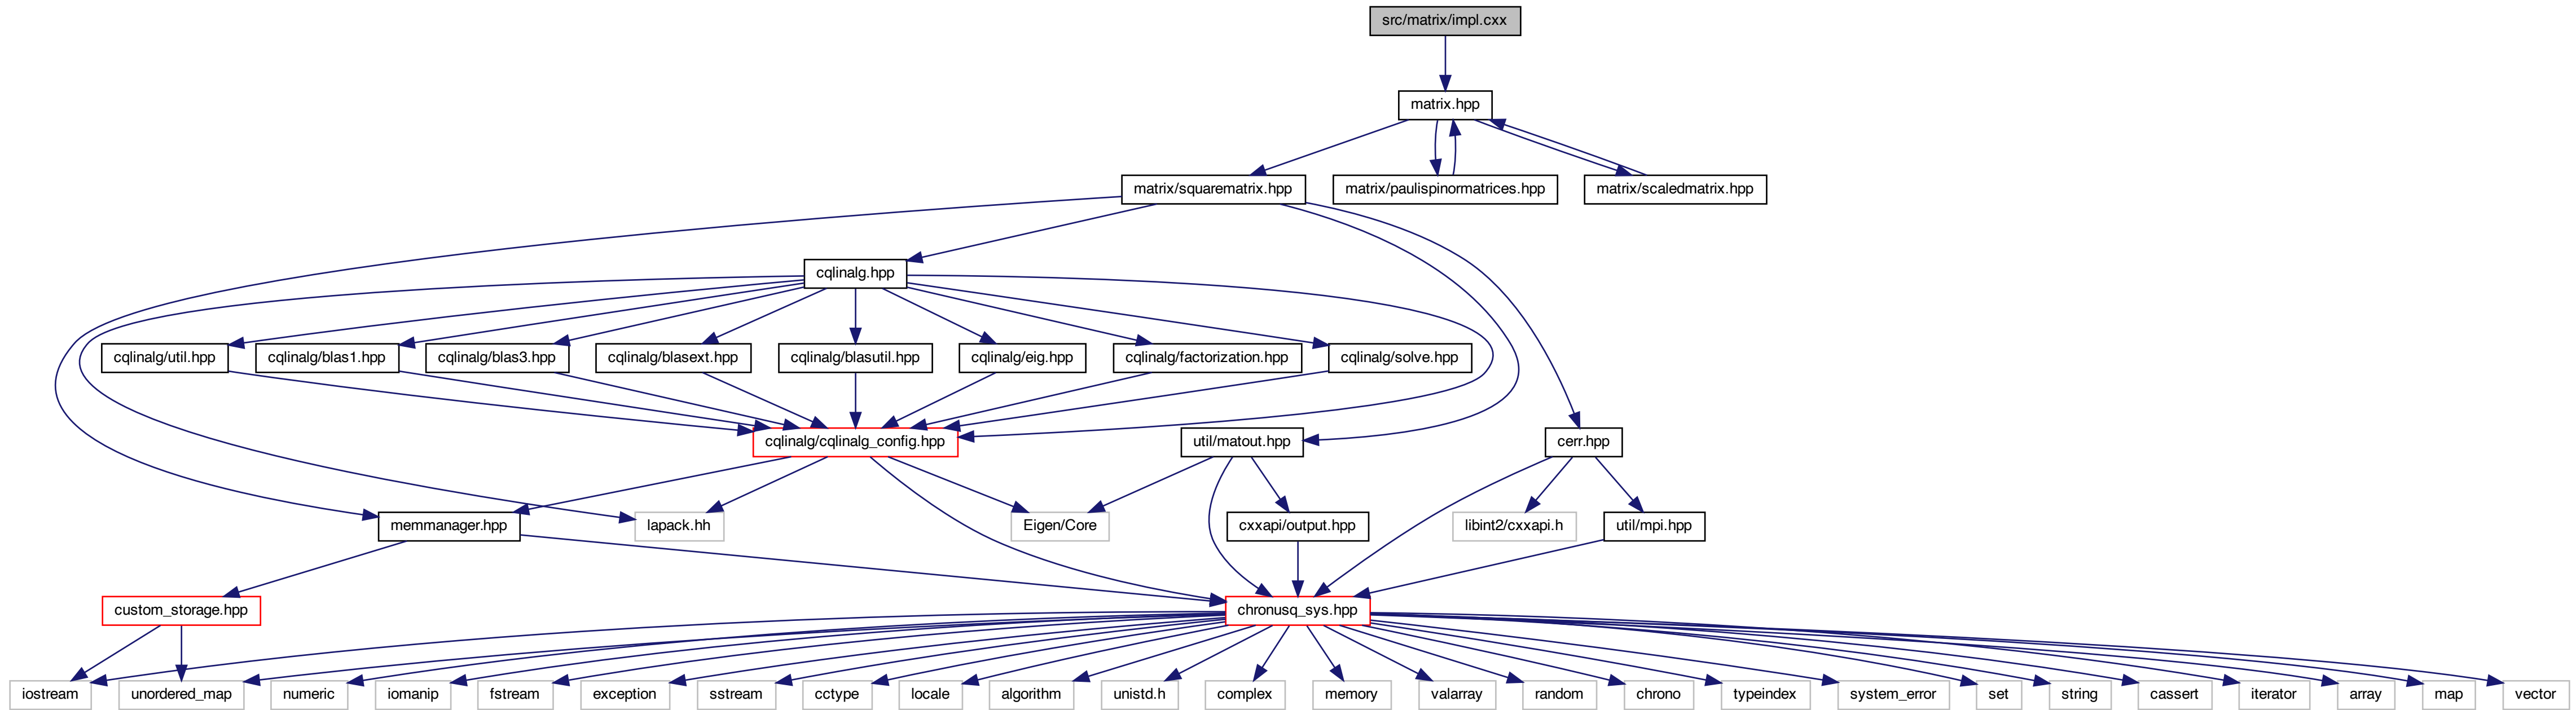 src/matrix/impl.cxx
matrix.hpp
matrix/squarematrix.hpp
matrix/paulispinormatrices.hpp
matrix/scaledmatrix.hpp
cqlinalg.hpp
cqlinalg/util.hpp
cqlinalg/blas1.hpp
cqlinalg/blas3.hpp
cqlinalg/blasext.hpp
cqlinalg/blasutil.hpp
cqlinalg/eig.hpp
cqlinalg/factorization.hpp
cqlinalg/solve.hpp
cqlinalg/cqlinalg_config.hpp
util/matout.hpp
cerr.hpp
memmanager.hpp
lapack.hh
Eigen/Core
cxxapi/output.hpp
libint2/cxxapi.h
util/mpi.hpp
custom_storage.hpp
chronusq_sys.hpp
iostream
unordered_map
numeric
iomanip
fstream
exception
sstream
cctype
locale
algorithm
unistd.h
complex
memory
valarray
random
chrono
typeindex
system_error
set
string
cassert
iterator
array
map
vector